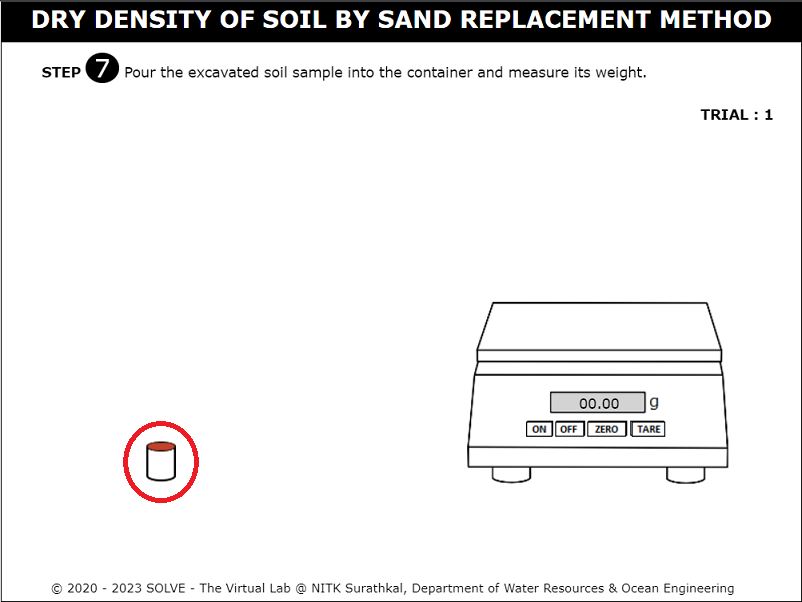 DRY DENSITY OF SOIL BY SAND REPLACEMENT METHOD
STEP 7 Pour the excavated soil sample into the container and measure its weight.
TRIAL : 1
00.00 g
ON OFF ZERO TARE
© 2020 - 2023 SOLVE - The Virtual Lab @ NITK Surathkal, Department of Water Resources & Ocean Engineering